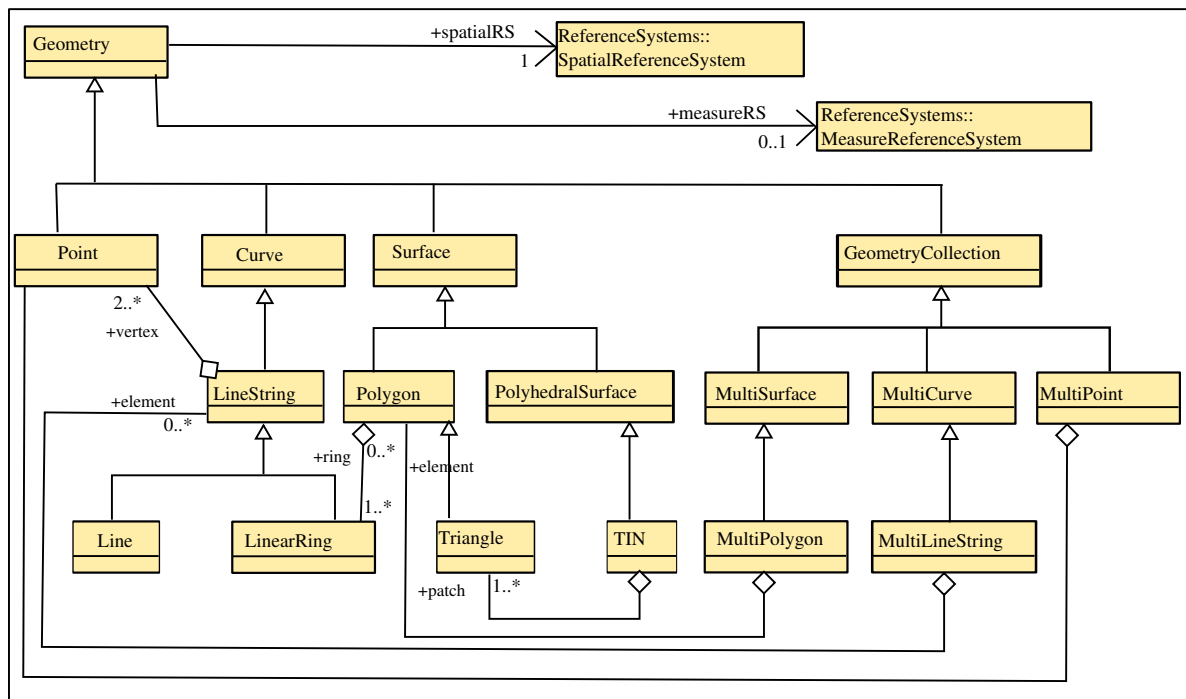 Geometry
+spatialRS
1
ReferenceSystems::
SpatialReferenceSystem
+measureRS
0..1
ReferenceSystems::
MeasureReferenceSystem
Point
Curve
Surface
GeometryCollection
2..*
+vertex
LineString
Polygon
PolyhedralSurface
MultiSurface
MultiCurve
MultiPoint
+element
0..*
+ring
0..*
+element
1..*
Line
LinearRing
Triangle
TIN
MultiPolygon
MultiLineString
+patch
1..*